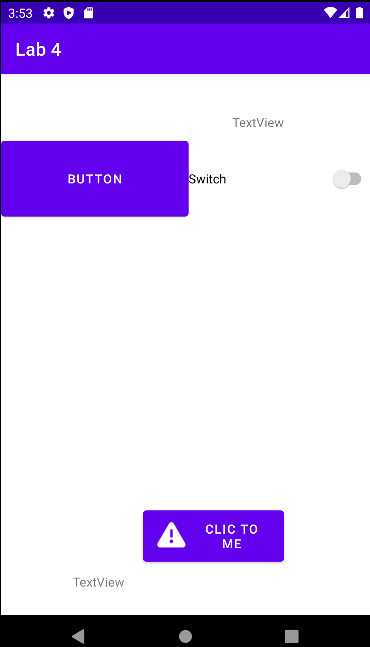 3:53
Lab 4
TextView
BUTTON
Switch
CLIC TO
ME
TextView